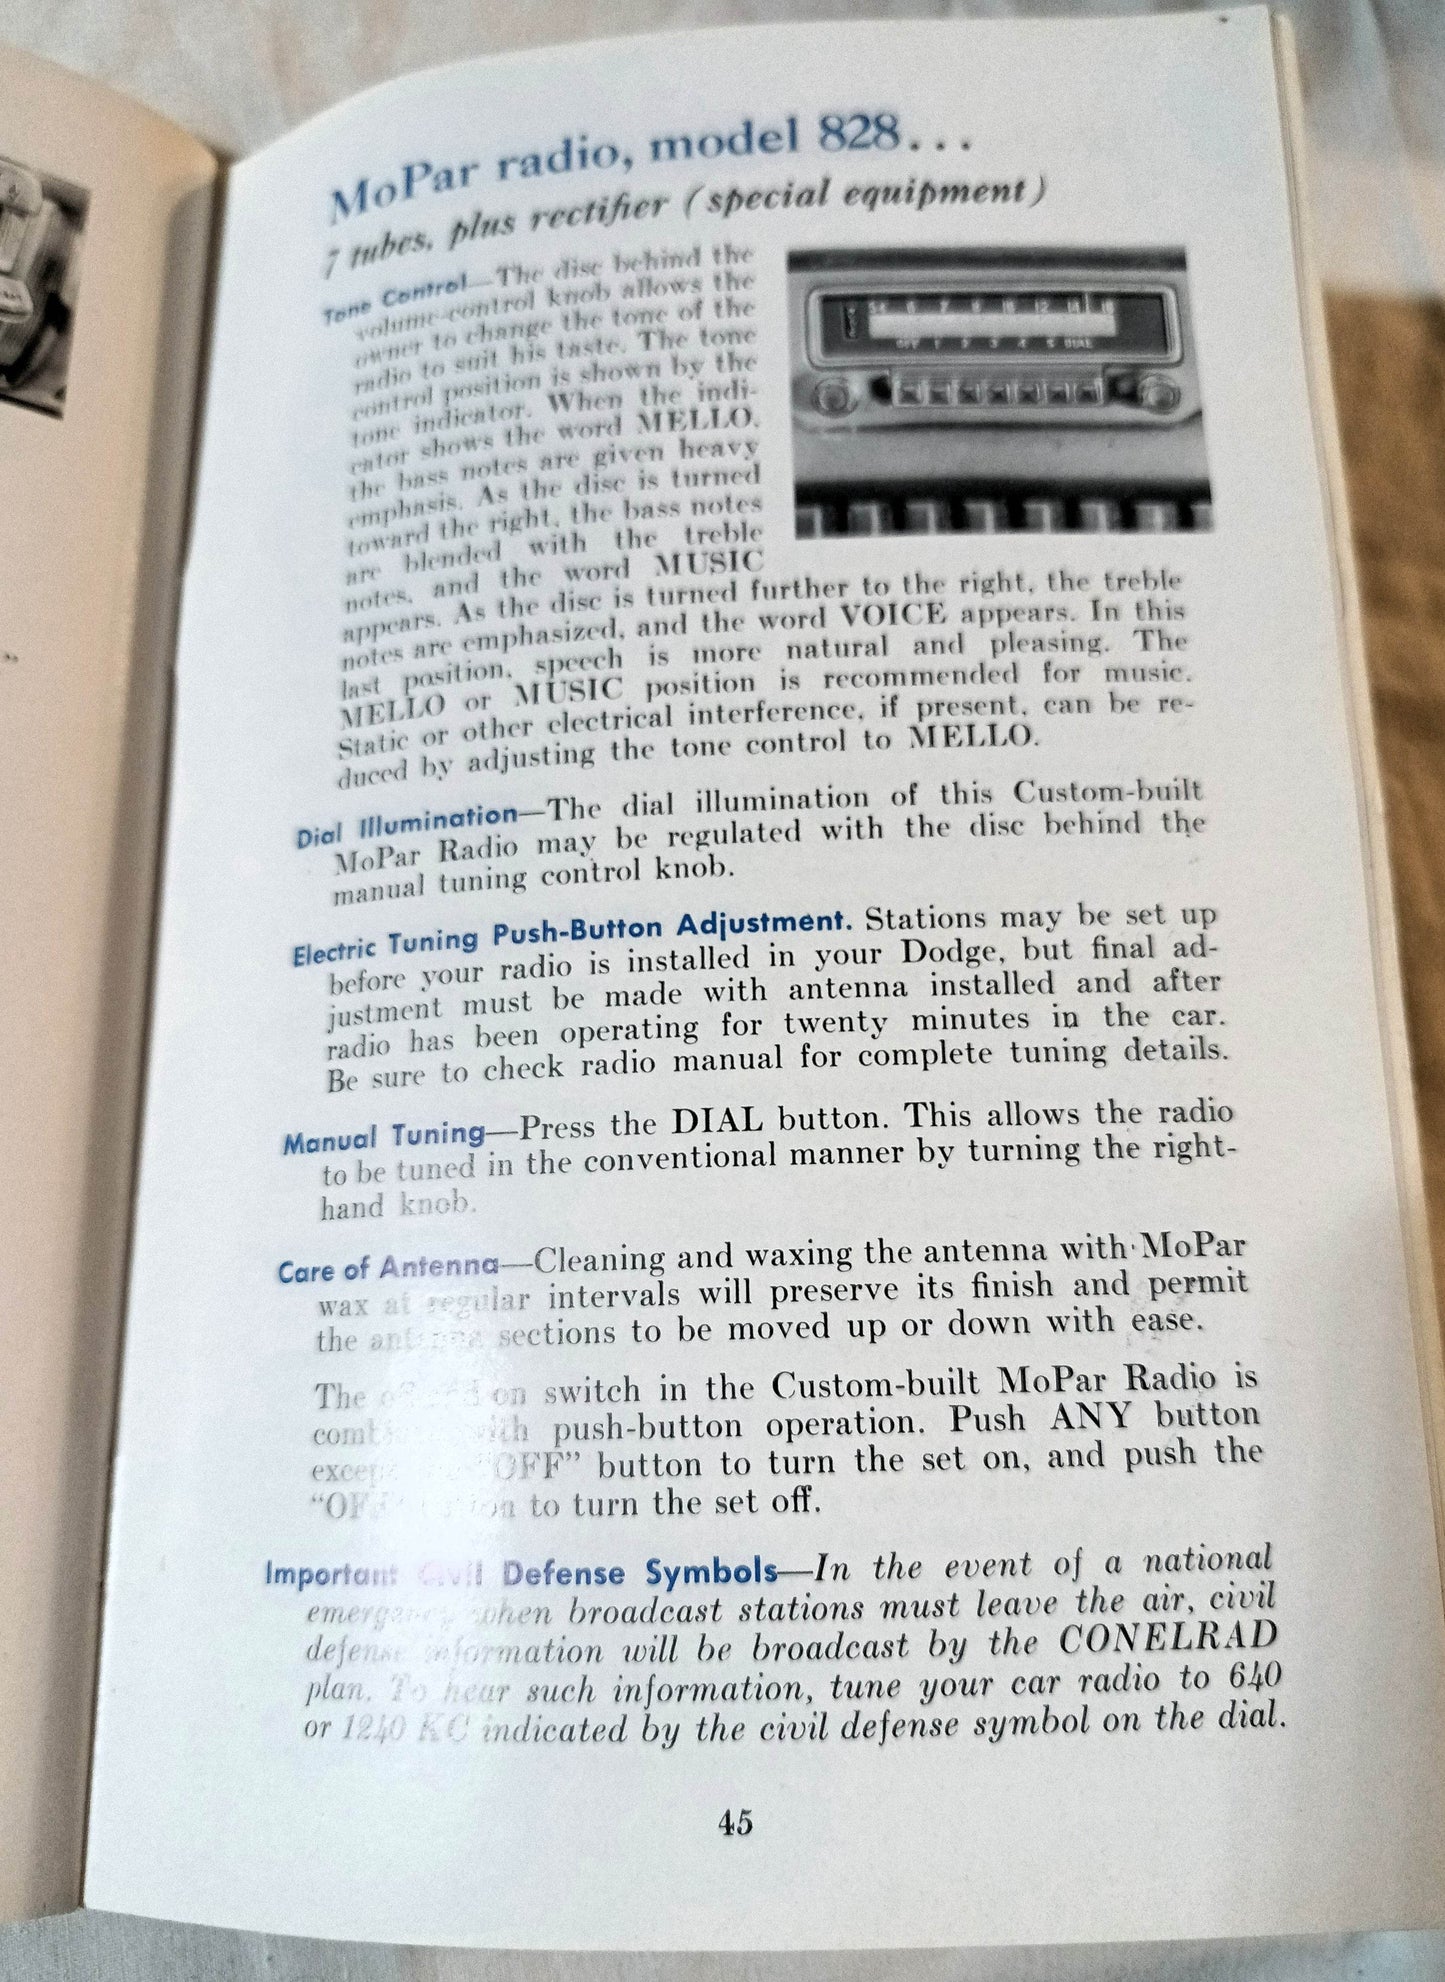 MoPar radio, model 828...
7 tubes, plus rectifier (special equipment)
Tone Control—The disc behind the
volume-control knob allows the
owner to change the tone of the
radio to suit his taste. The tone
control position is shown by the
tone indicator. When the indi-
cator shows the word MELLO,
the bass notes are given heavy
emphasis. As the disc is turned
toward the right, the bass notes
are blended with the treble
notes, and the word MUSIC
appears. As the disc is turned further to the right, the treble
notes are emphasized, and the word VOICE appears. In this
last position, speech is more natural and pleasing. The
MELLO or MUSIC position is recommended for music.
Static or other electrical interference, if present, can be re-
duced by adjusting the tone control to MELLO.
Dial Illumination—The dial illumination of this Custom-built
MoPar Radio may be regulated with the disc behind the
manual tuning control knob.
Electric Tuning Push-Button Adjustment. Stations may be set up
before your radio is installed in your Dodge, but final ad-
justment must be made with antenna installed and after
radio has been operating for twenty minutes in the car.
Be sure to check radio manual for complete tuning details.
Manual Tuning—Press the DIAL button. This allows the radio
to be tuned in the conventional manner by turning the right-
hand knob.
Care of Antenna—Cleaning and waxing the antenna with MoPar
wax at regular intervals will preserve its finish and permit
the antenna sections to be moved up or down with ease.
The off and on switch in the Custom-built MoPar Radio is
with push-button operation. Push ANY button
except "OFF" button to turn the set on, and push the
"OFF" button to turn the set off.
Important Civil Defense Symbols—In the event of a national
emergency when broadcast stations must leave the air, civil
defense information will be broadcast by the CONELRAD
plan. To hear such information, tune your car radio to 640
or 1240 KC indicated by the civil defense symbol on the dial.
45